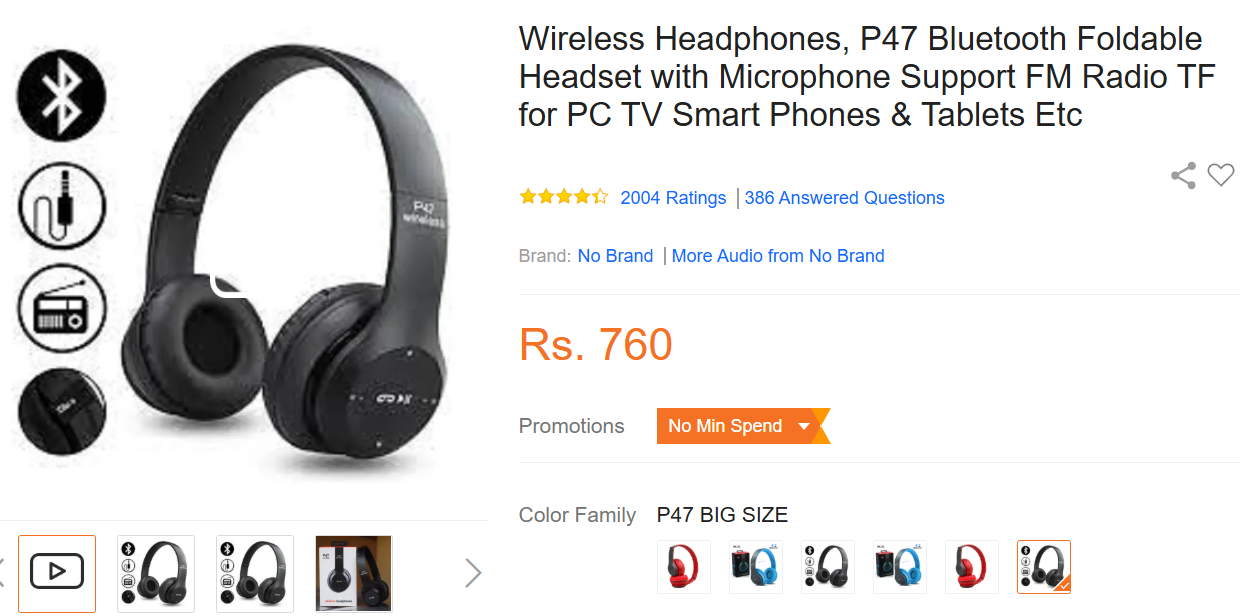 Wireless Headphones, P47 Bluetooth Foldable
Headset with Microphone Support FM Radio TF
for PC TV Smart Phones & Tablets Etc
2004 Ratings | 386 Answered Questions
Brand: No Brand | More Audio from No Brand
Rs. 760
Promotions No Min Spend
Color Family P47 BIG SIZE
P47
wireless